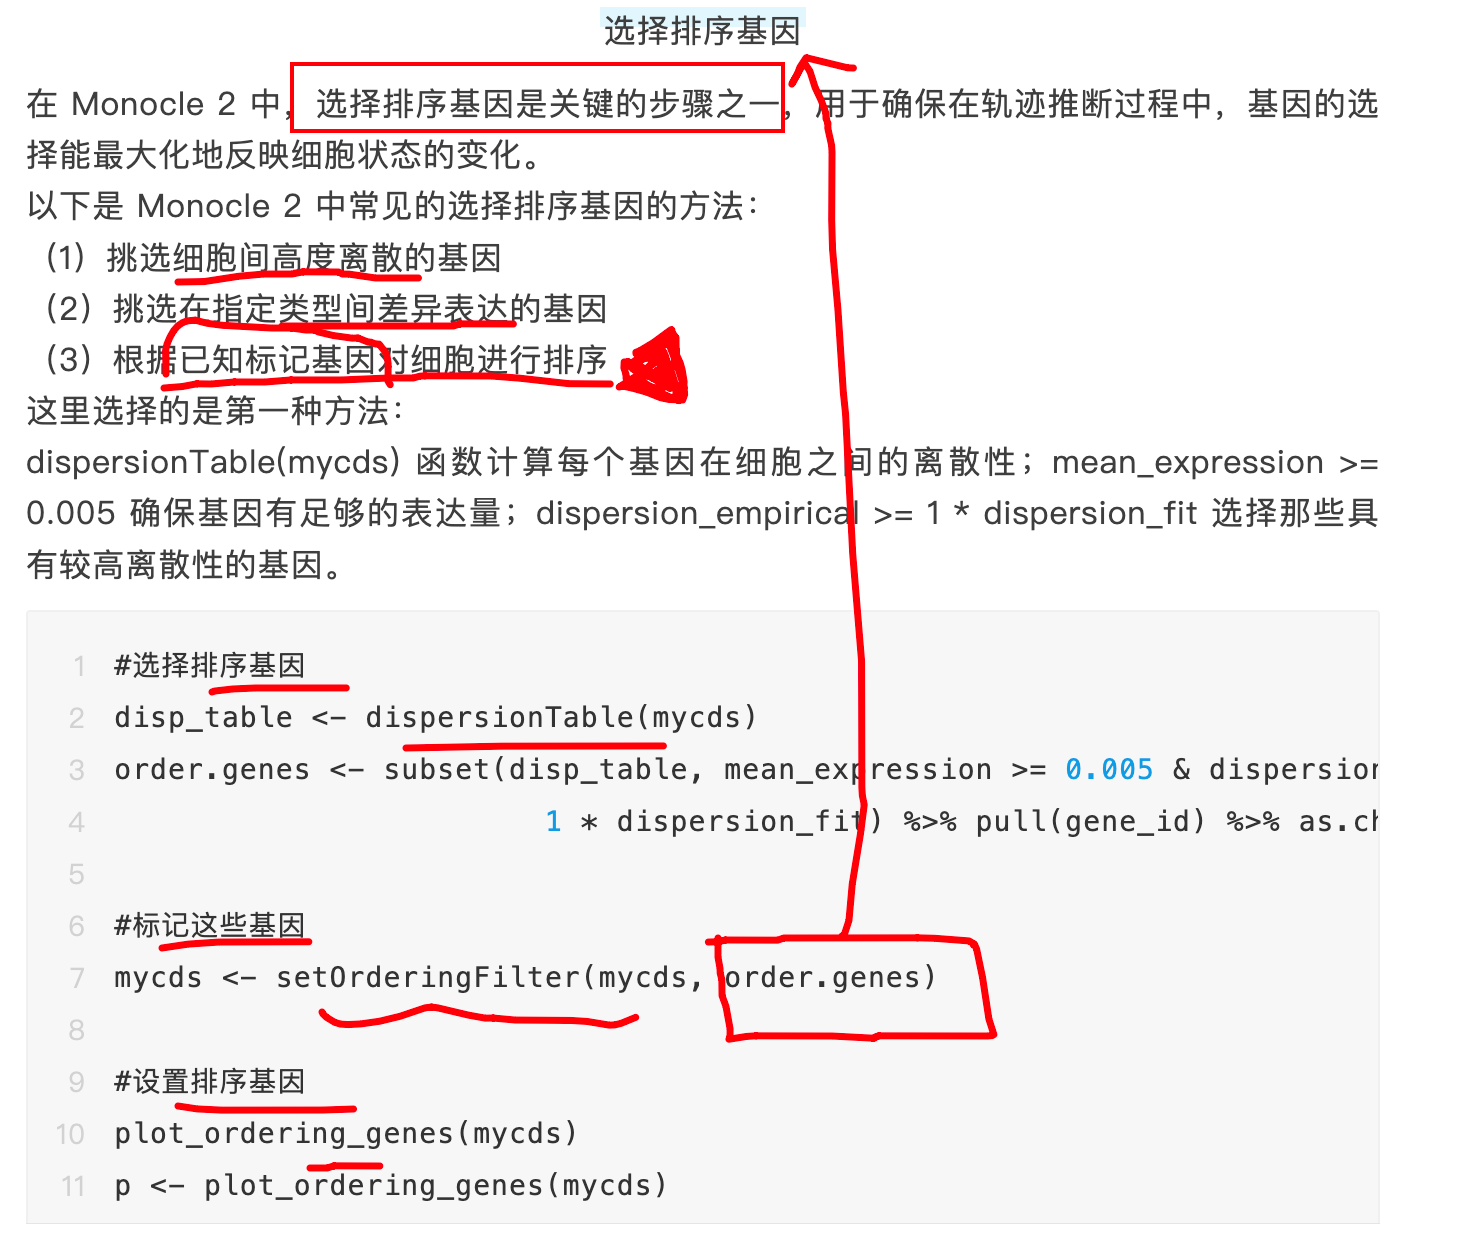 选择排序基因
在 Monocle 2 中，选择排序基因是关键的步骤之一，用于确保在轨迹推断过程中，基因的选
择能最大化地反映细胞状态的变化。
以下是 Monocle 2 中常见的选择排序基因的方法：
（1）挑选细胞间高度离散的基因
（2）挑选在指定类型间差异表达的基因
（3）根据已知标记基因对细胞进行排序
这里选择的是第一种方法：
dispersionTable(mycds) 函数计算每个基因在细胞之间的离散性；mean_expression >=
0.005 确保基因有足够的表达量；dispersion_empirical >= 1 * dispersion_fit 选择那些具
有较高离散性的基因。
1 #选择排序基因
2 disp_table <- dispersionTable(mycds)
3 order.genes <- subset(disp_table, mean_expression >= 0.005 & dispersion
4 1 * dispersion_fit) %>% pull(gene_id) %>% as.ch
5
6 #标记这些基因
7 mycds <- setOrderingFilter(mycds, order.genes)
8
9 #设置排序基因
10 plot_ordering_genes(mycds)
11 p <- plot_ordering_genes(mycds)